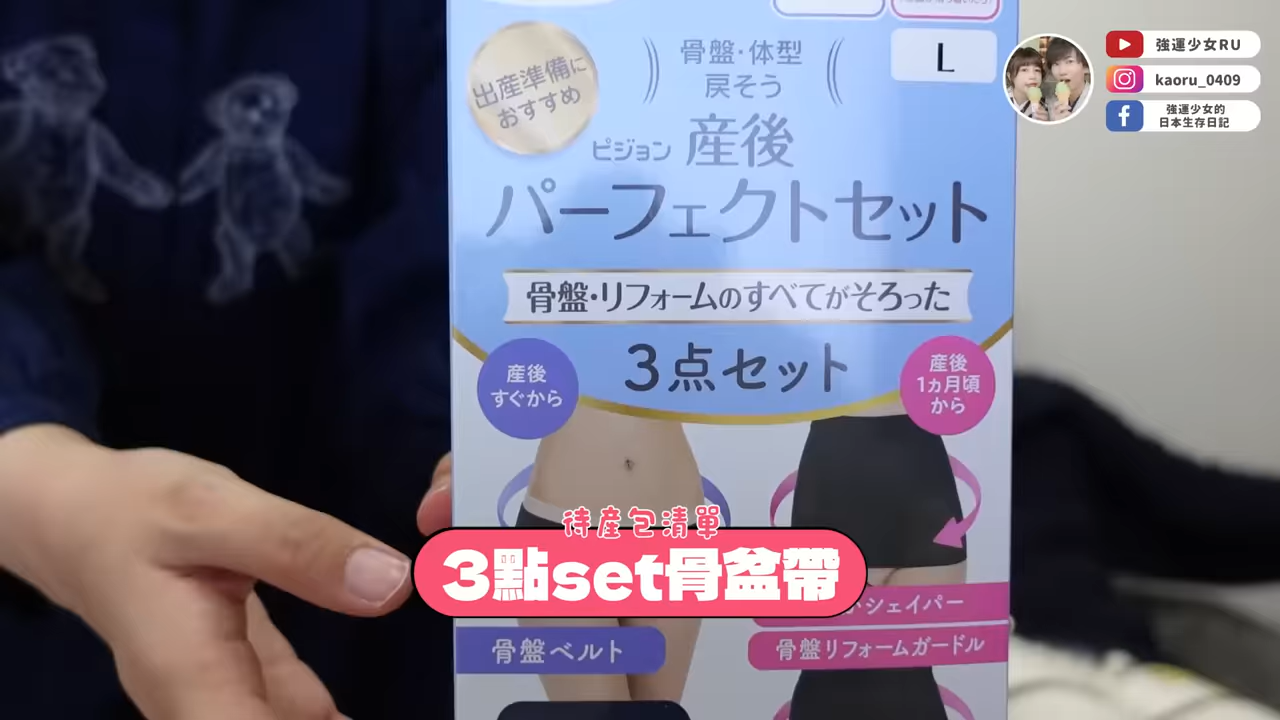 出産準備に
おすすめ
骨盤・体型
戻そう
L
ピジョン 産後
パーフェクトセット
骨盤・リフォームのすべてがそろった
3点セット
産後
すぐから
産後
1ヵ月頃
から
待產包清單
3點set骨盆帶
シェイパー
骨盤ベルト
骨盤リフォームガードル
強運少女RU
kaoru_0409
強運少女的
日本生存日記